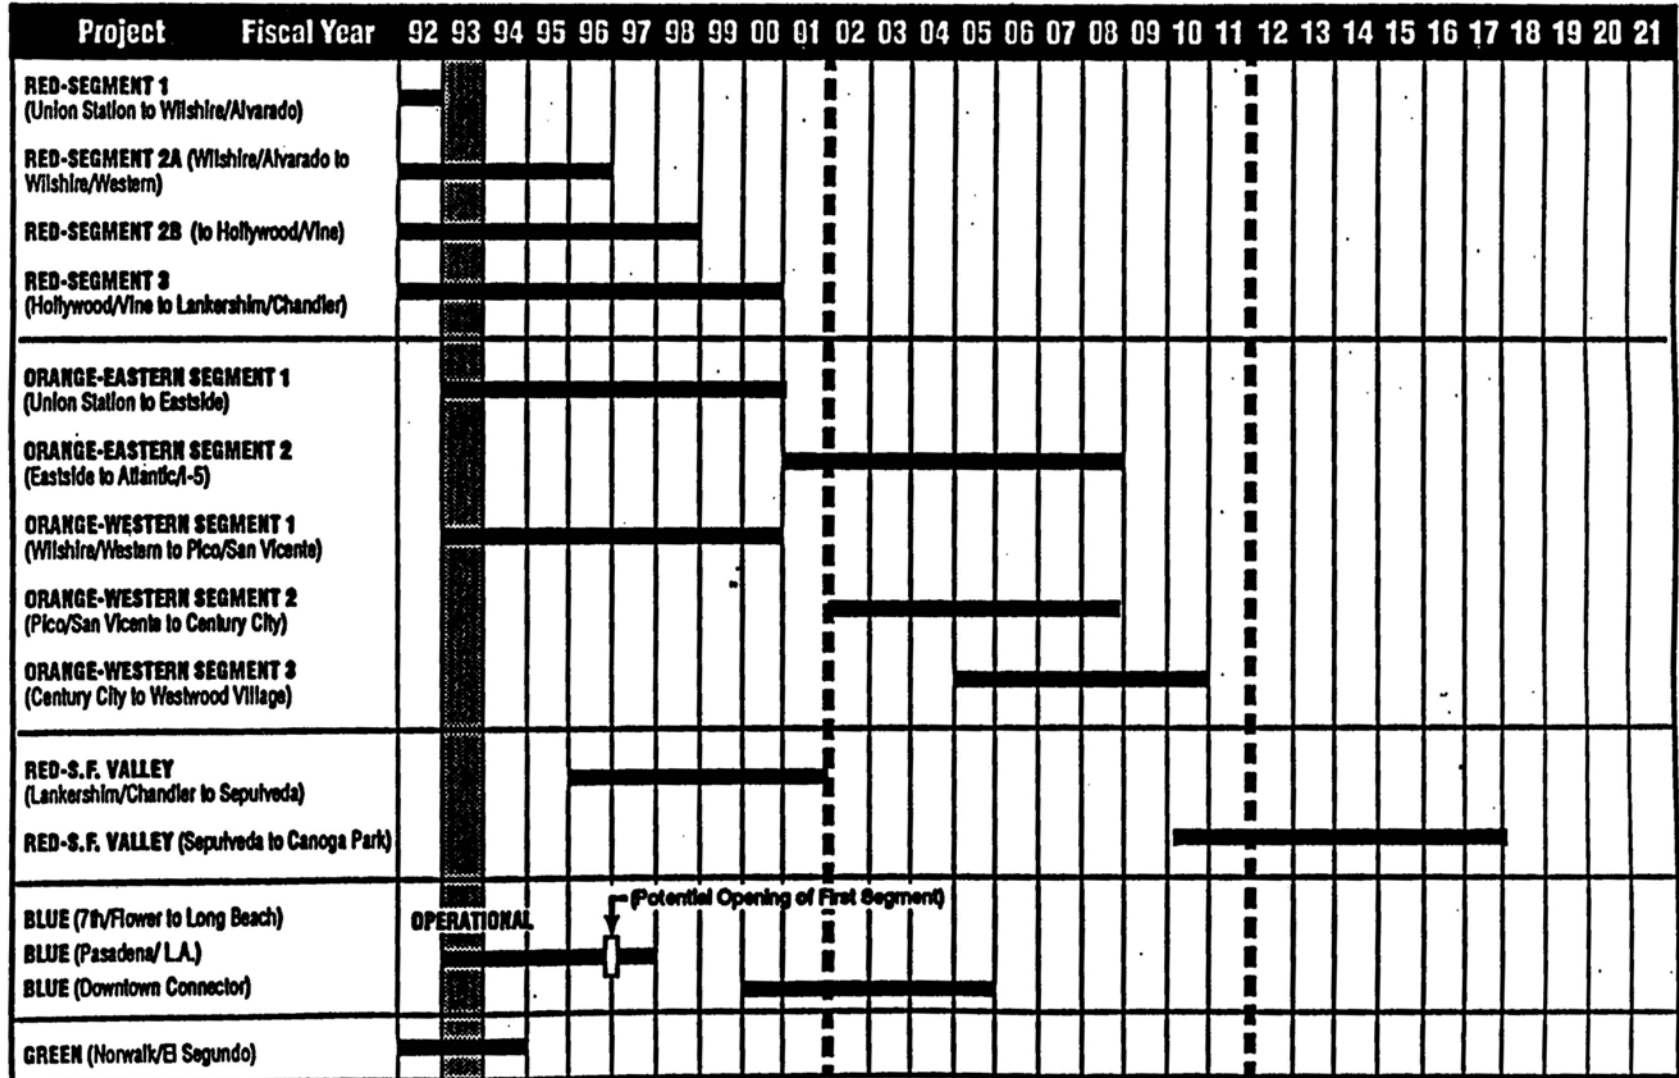 Project Fiscal Year 92 93 94 95 96 97 98 99 00 01 02 03 04 05 06 07 08 09 10 11 12 13 14 15 16 17 18 19 20 21
RED-SEGMENT 1
(Union Station to Wilshire/Alvarado)
RED-SEGMENT 2A (Wilshire/Alvarado to
Wilshire/Western)
RED-SEGMENT 2B (to Hollywood/Vine)
RED-SEGMENT 3
(Hollywood/Vine to Lankershim/Chandler)
ORANGE-EASTERN SEGMENT 1
(Union Station to Eastside)
ORANGE-EASTERN SEGMENT 2
(Eastside to Atlantic/I-5)
ORANGE-WESTERN SEGMENT 1
(Wilshire/Western to Pico/San Vicente)
ORANGE-WESTERN SEGMENT 2
(Pico/San Vicente to Century City)
ORANGE-WESTERN SEGMENT 3
(Century City to Westwood Village)
RED-S.F. VALLEY
(Lankershim/Chandler to Sepulveda)
RED-S.F. VALLEY (Sepulveda to Canoga Park)
(Potential Opening of First Segment)
BLUE (7th/Flower to Long Beach) OPERATIONAL
BLUE (Pasadena/ L.A.)
BLUE (Downtown Connector)
GREEN (Norwalk/El Segundo)